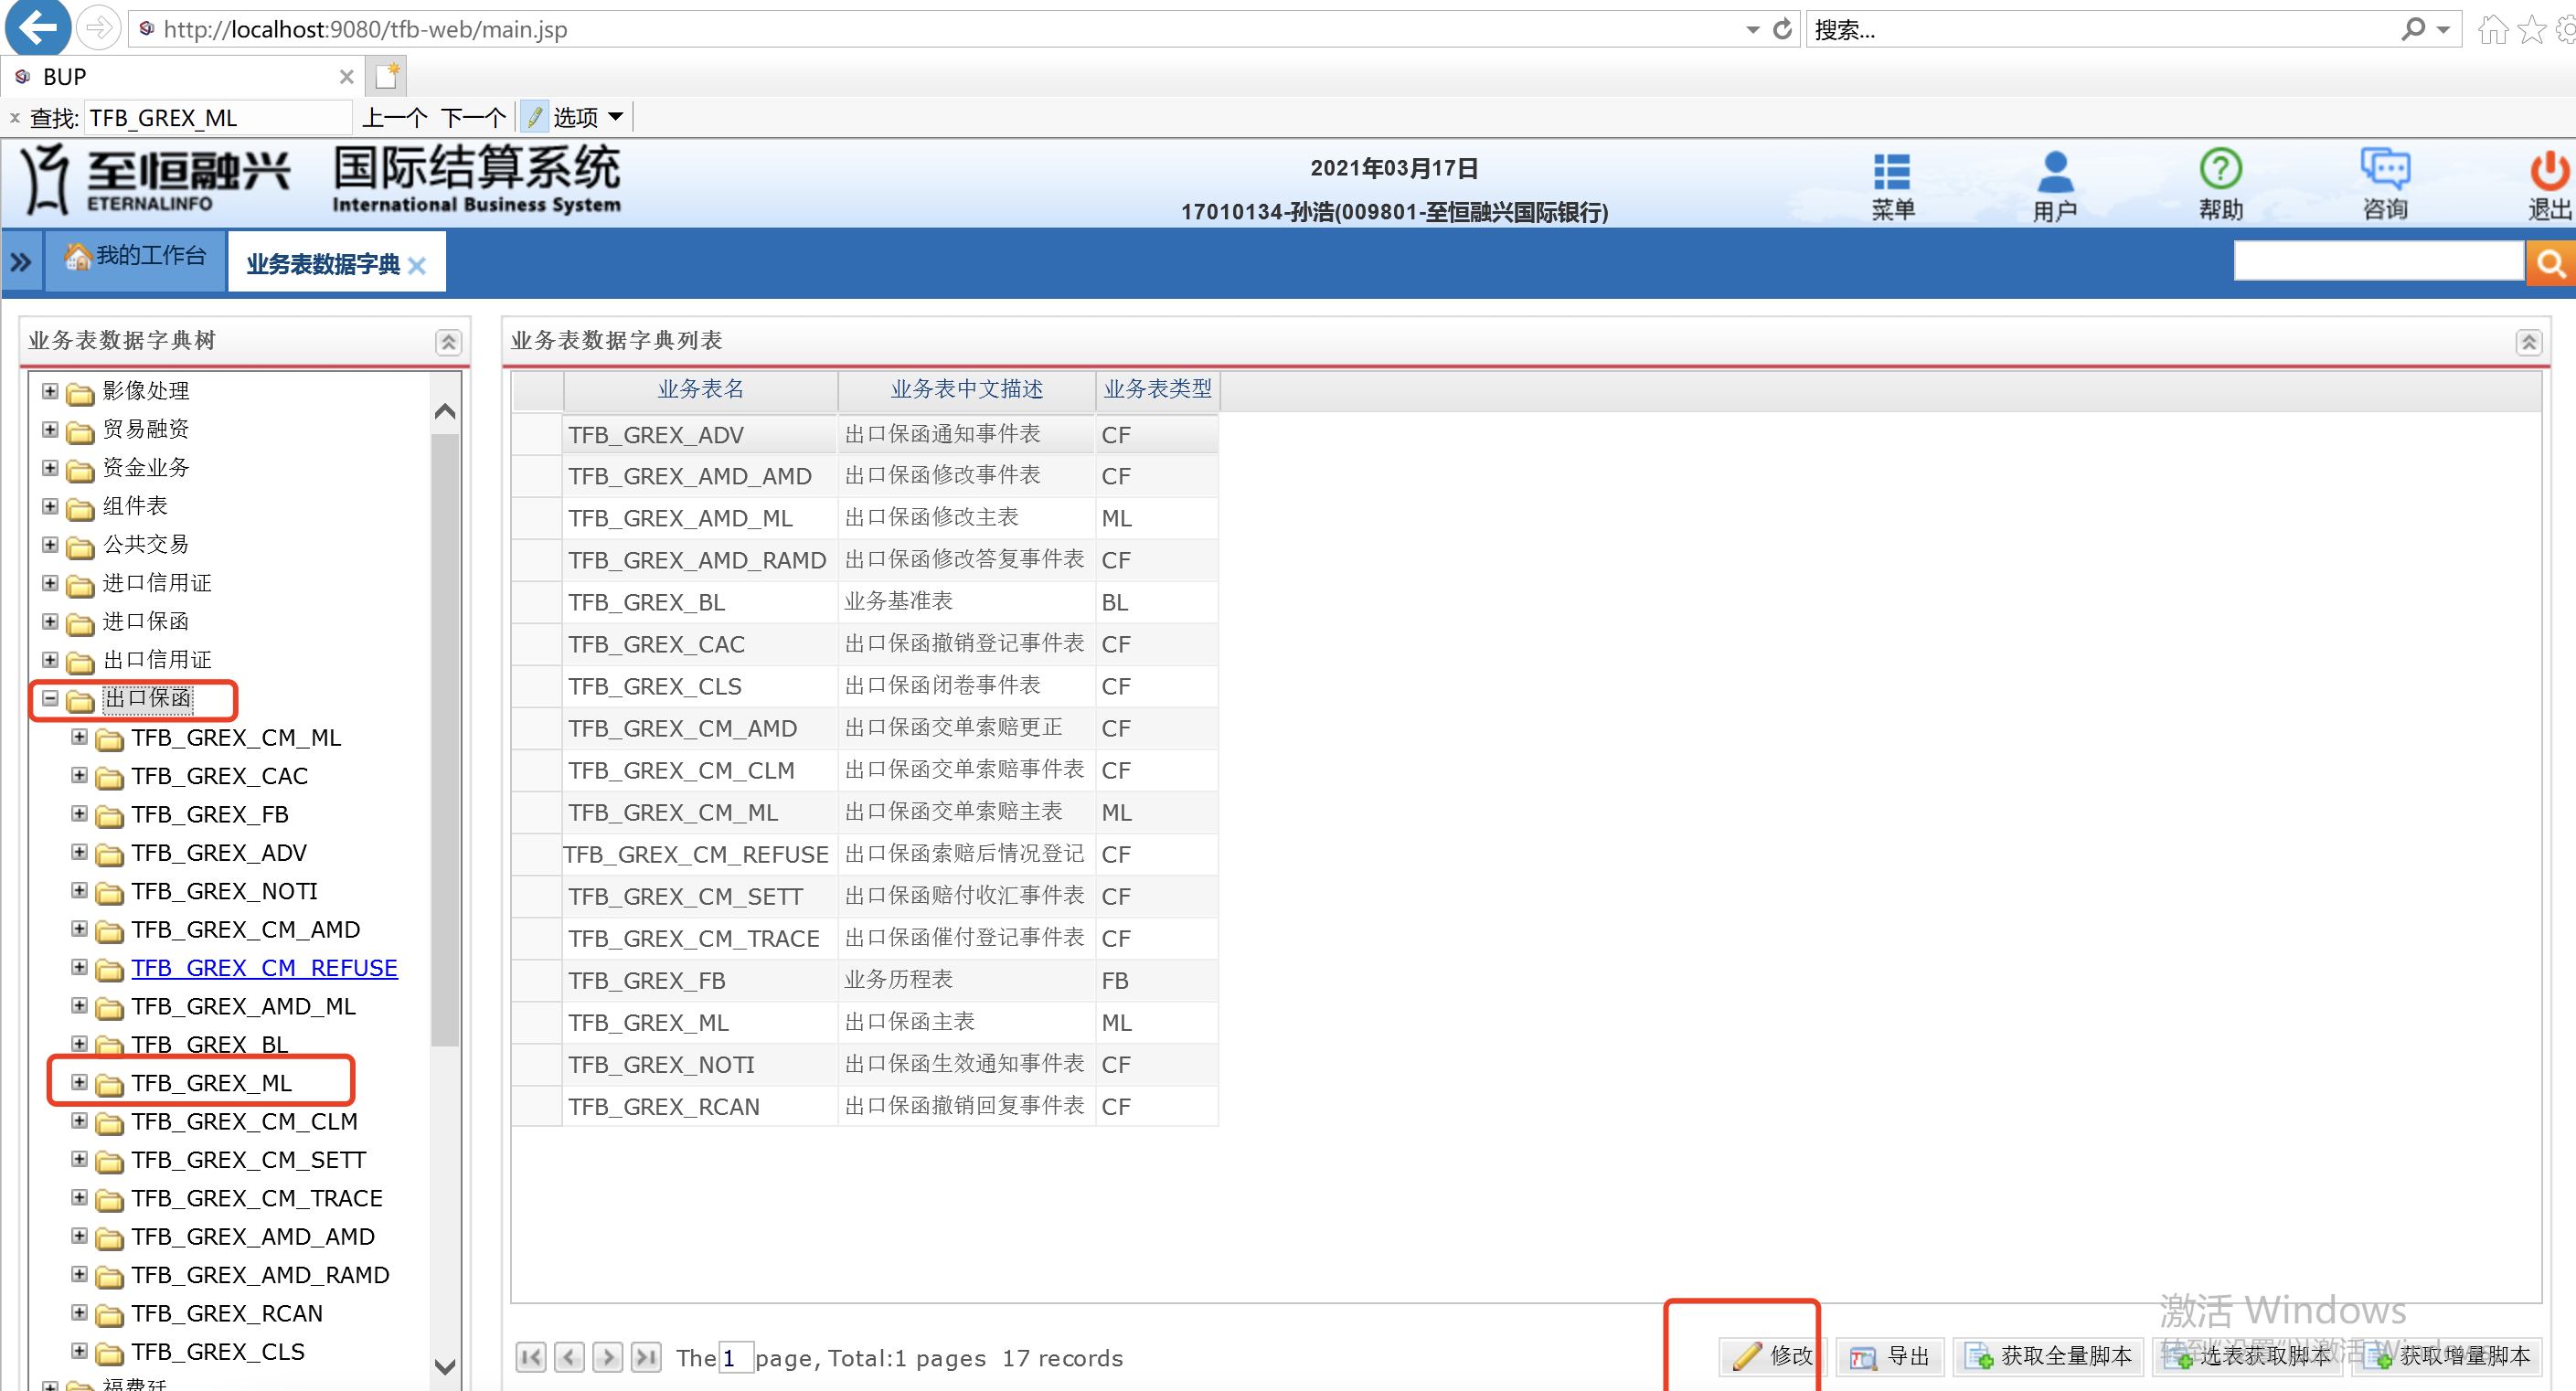 http://localhost:9080/tfb-web/main.jsp
搜索...
BUP
x 查找: TFB_GREX_ML 上一个 下一个 选项
至恒融兴 国际结算系统
ETERNALINFO International Business System
2021年03月17日
17010134-孙浩(009801-至恒融兴国际银行)
菜单 用户 帮助 咨询 退出
我的工作台 业务表数据字典
业务表数据字典树
影像处理
贸易融资
资金业务
组件表
公共交易
进口信用证
进口保函
出口信用证
出口保函
TFB_GREX_CM_ML
TFB_GREX_CAC
TFB_GREX_FB
TFB_GREX_ADV
TFB_GREX_NOTI
TFB_GREX_CM_AMD
TFB_GREX_CM_REFUSE
TFB_GREX_AMD_ML
TFB_GREX_BL
TFB_GREX_ML
TFB_GREX_CM_CLM
TFB_GREX_CM_SETT
TFB_GREX_CM_TRACE
TFB_GREX_AMD_AMD
TFB_GREX_AMD_RAMD
TFB_GREX_RCAN
TFB_GREX_CLS
福费廷
业务表数据字典列表
业务表名 业务表中文描述 业务表类型
TFB_GREX_ADV 出口保函通知事件表 CF
TFB_GREX_AMD_AMD 出口保函修改事件表 CF
TFB_GREX_AMD_ML 出口保函修改主表 ML
TFB_GREX_AMD_RAMD 出口保函修改答复事件表 CF
TFB_GREX_BL 业务基准表 BL
TFB_GREX_CAC 出口保函撤销登记事件表 CF
TFB_GREX_CLS 出口保函闭卷事件表 CF
TFB_GREX_CM_AMD 出口保函交单索赔更正 CF
TFB_GREX_CM_CLM 出口保函交单索赔事件表 CF
TFB_GREX_CM_ML 出口保函交单索赔主表 ML
TFB_GREX_CM_REFUSE 出口保函索赔后情况登记 CF
TFB_GREX_CM_SETT 出口保函赔付收汇事件表 CF
TFB_GREX_CM_TRACE 出口保函催付登记事件表 CF
TFB_GREX_FB 业务历程表 FB
TFB_GREX_ML 出口保函主表 ML
TFB_GREX_NOTI 出口保函生效通知事件表 CF
TFB_GREX_RCAN 出口保函撤销回复事件表 CF
The 1 page, Total:1 pages 17 records
修改 导出 获取全量脚本 选表获取脚本 获取增量脚本
激活 Windows
转到"设置"以激活 Windows